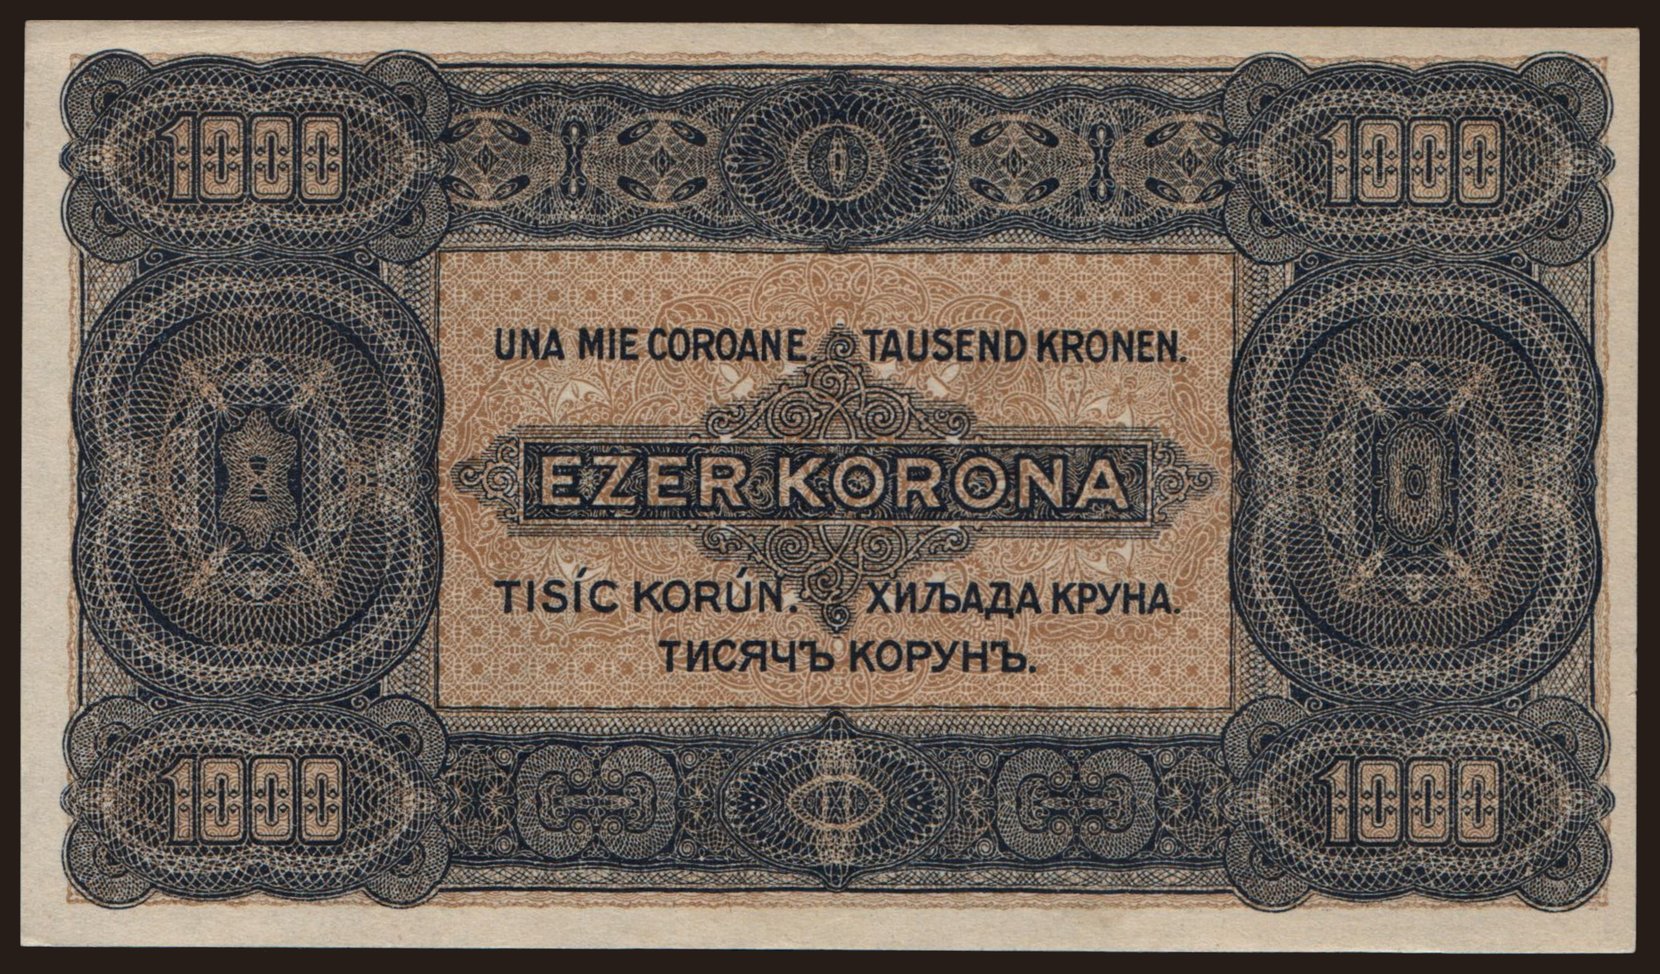 1000 1000
UNA MIE COROANE TAUSEND KRONEN.
EZER KORONA
TISÍC KORÚN. ХИЉАДА КРУНА.
ТИСЯЧЪ КОРУНЪ.
1000 1000